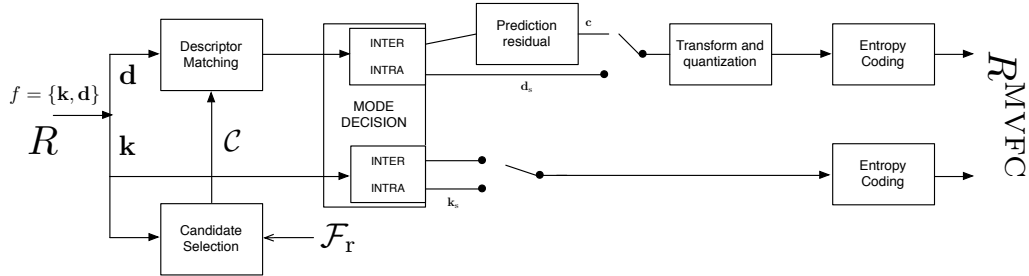 f = {k, d}
R
d
k
Descriptor
Matching
C
Candidate
Selection
F_r
INTER
INTRA
MODE
DECISION
INTER
INTRA
Prediction
residual
c
d_s
k_s
Transform and
quantization
Entropy
Coding
Entropy
Coding
R^MVFC